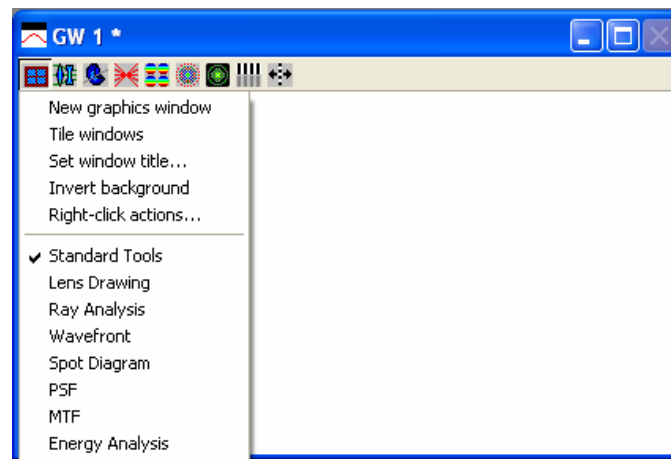 GW 1 *
New graphics window
Tile windows
Set window title...
Invert background
Right-click actions...
Standard Tools
Lens Drawing
Ray Analysis
Wavefront
Spot Diagram
PSF
MTF
Energy Analysis